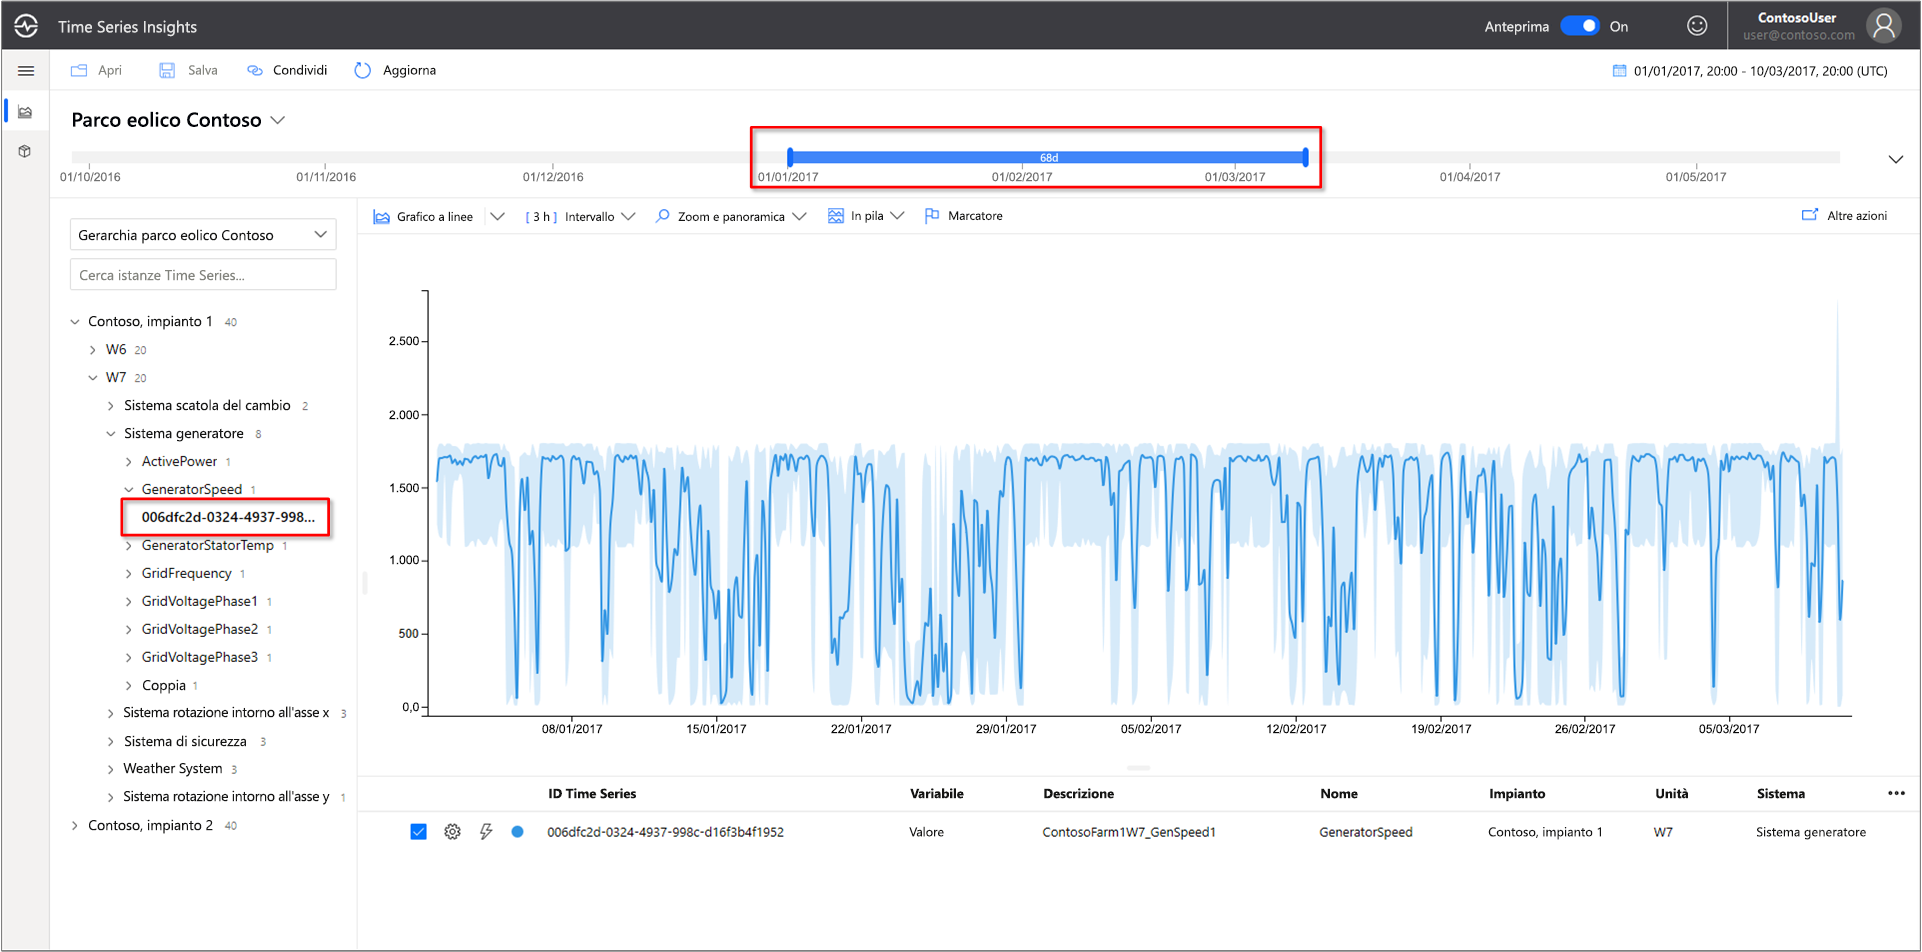 Time Series Insights
Anteprima On
ContosoUser
user@contoso.com
Apri Salva Condividi Aggiorna
01/01/2017, 20:00 - 10/03/2017, 20:00 (UTC)
Parco eolico Contoso
68d
01/10/2016 01/11/2016 01/12/2016 01/01/2017 01/02/2017 01/03/2017 01/04/2017 01/05/2017
Grafico a linee [ 3 h ] Intervallo Zoom e panoramica In pila Marcatore Altre azioni
Gerarchia parco eolico Contoso
Cerca istanze Time Series...
Contoso, impianto 1 40
W6 20
W7 20
Sistema scatola del cambio 2
Sistema generatore 8
ActivePower 1
GeneratorSpeed 1
006dfc2d-0324-4937-998...
GeneratorStatorTemp 1
GridFrequency 1
GridVoltagePhase1 1
GridVoltagePhase2 1
GridVoltagePhase3 1
Coppia 1
Sistema rotazione intorno all'asse x 3
Sistema di sicurezza 3
Weather System 3
Sistema rotazione intorno all'asse y 1
Contoso, impianto 2 40
2.500
2.000
1.500
1.000
500
0,0
08/01/2017 15/01/2017 22/01/2017 29/01/2017 05/02/2017 12/02/2017 19/02/2017 26/02/2017 05/03/2017
ID Time Series Variabile Descrizione Nome Impianto Unità Sistema
006dfc2d-0324-4937-998c-d16f3b4f1952 Valore ContosoFarm1W7_GenSpeed1 GeneratorSpeed Contoso, impianto 1 W7 Sistema generatore